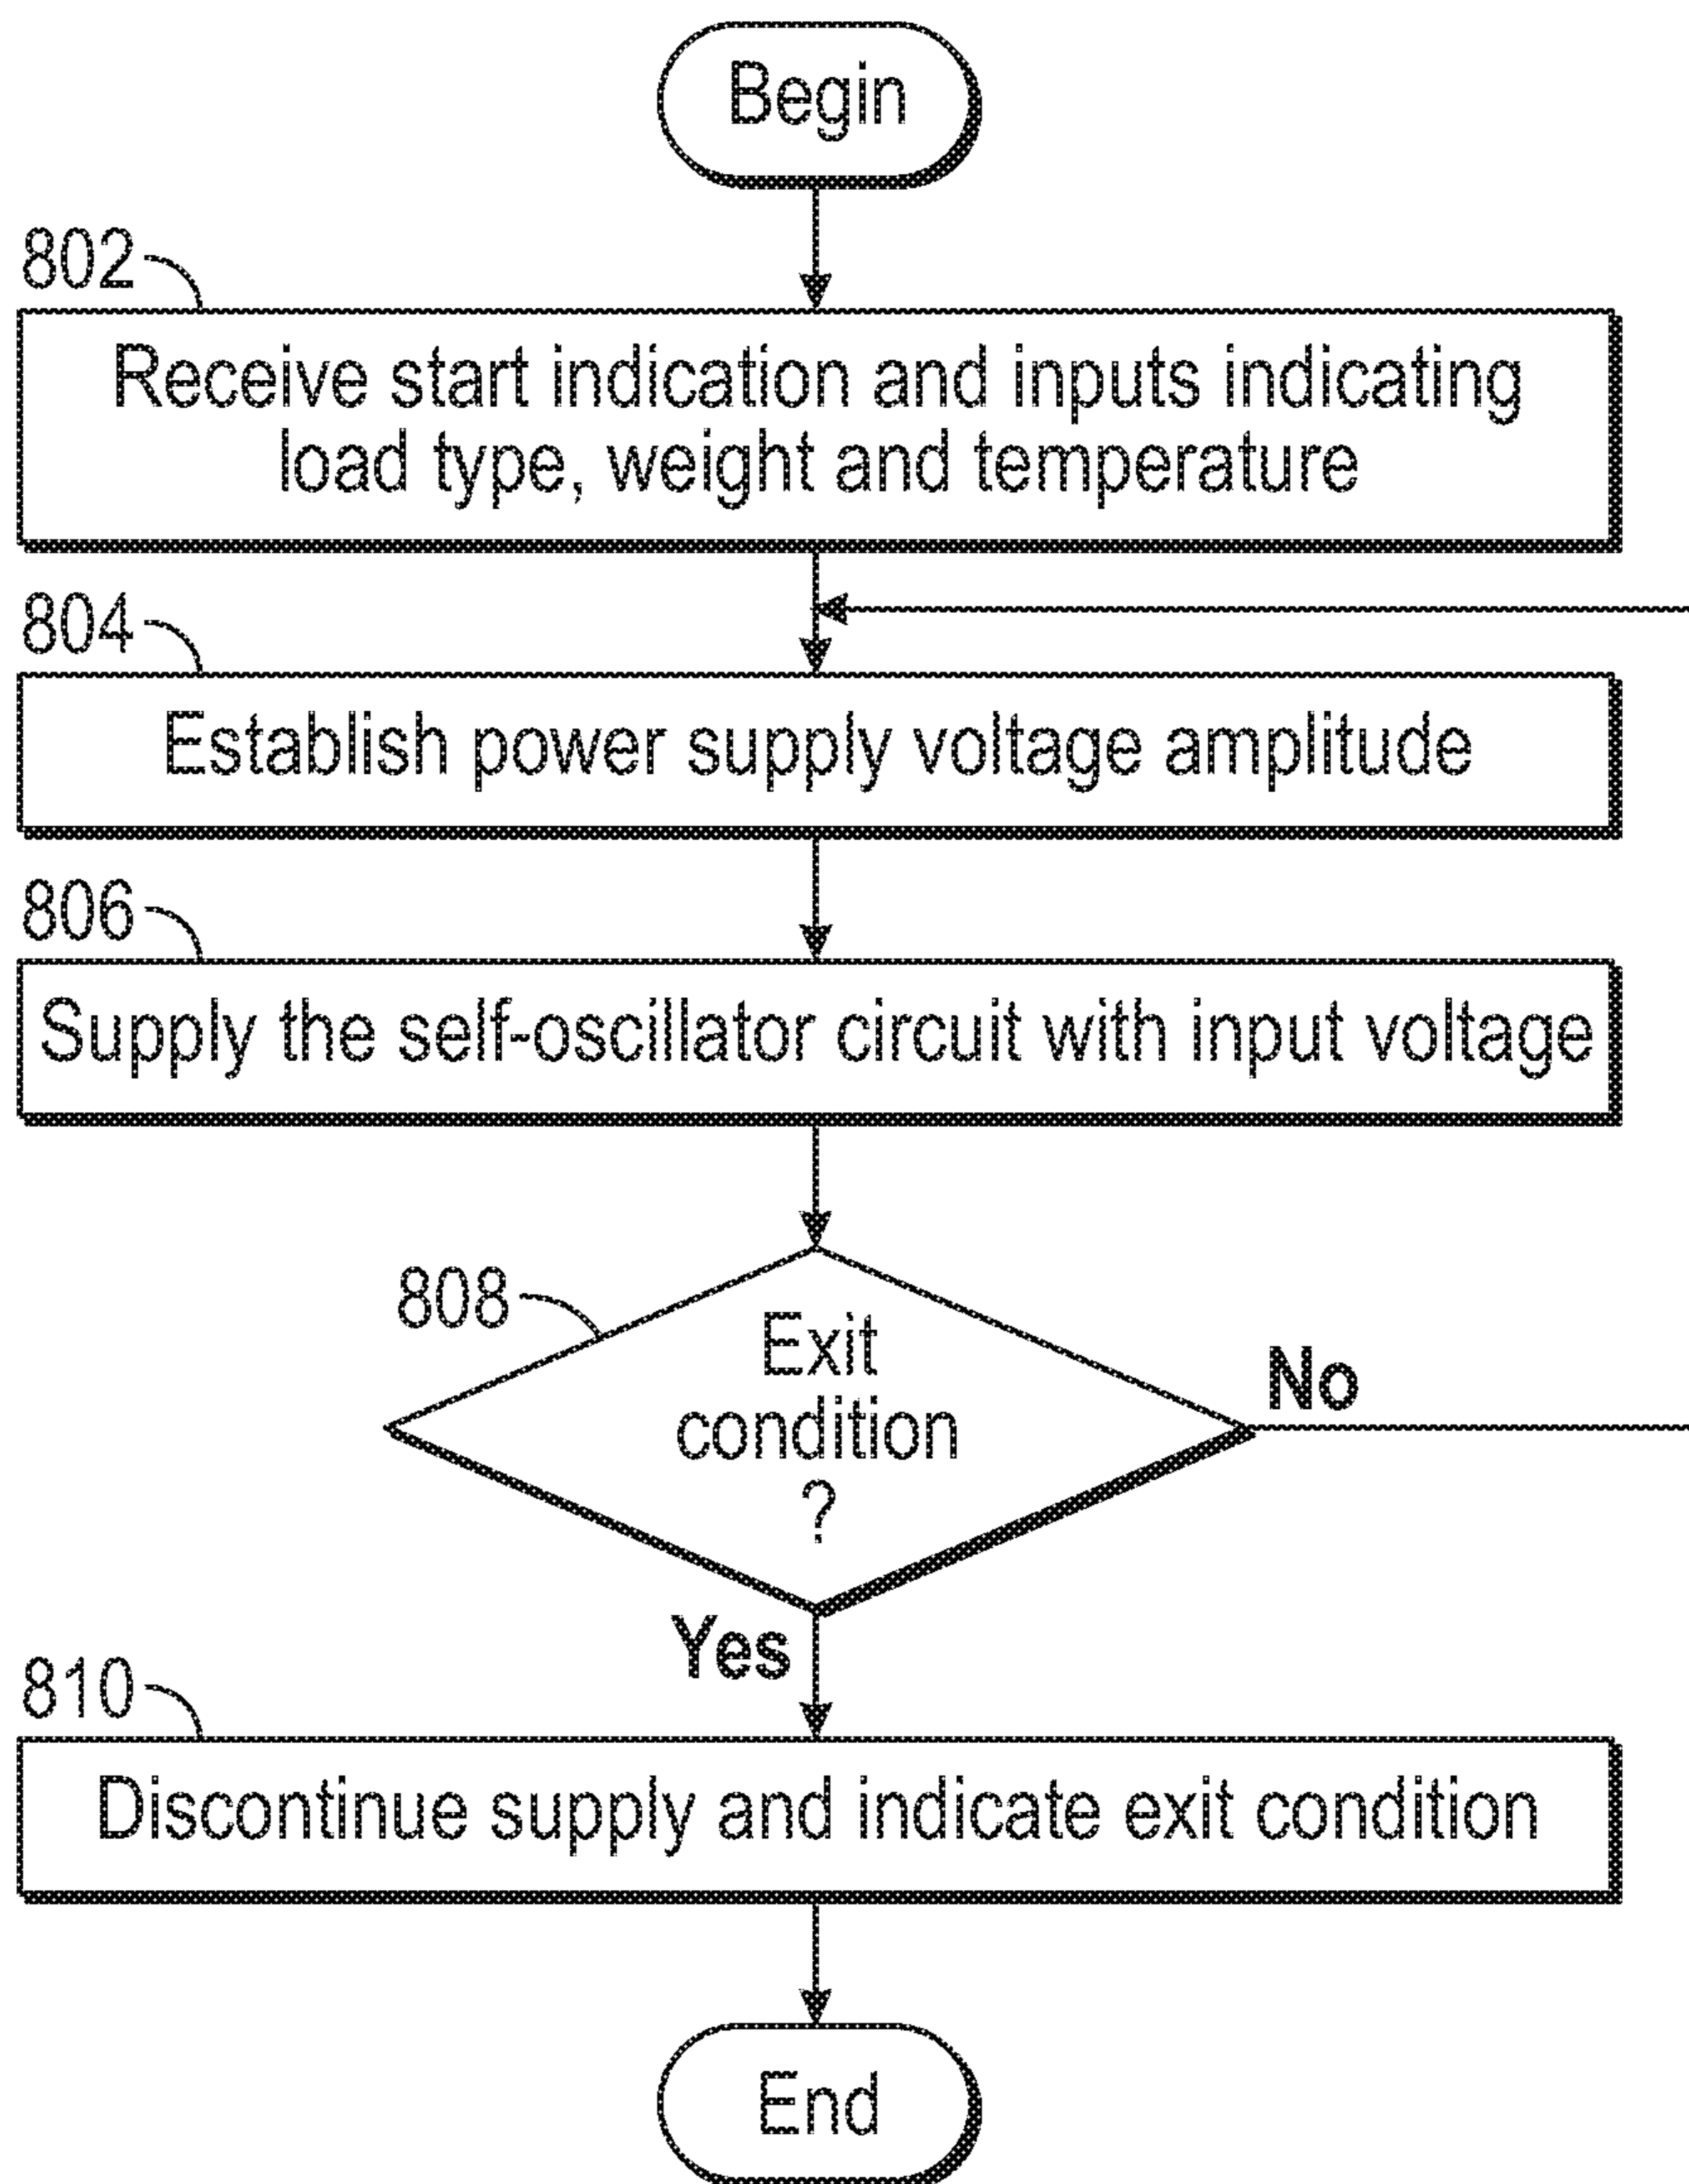 Begin
802
Receive start indication and inputs indicating
load type, weight and temperature
804
Establish power supply voltage amplitude
806
Supply the self-oscillator circuit with input voltage
808
Exit
condition
?
No
Yes
810
Discontinue supply and indicate exit condition
End